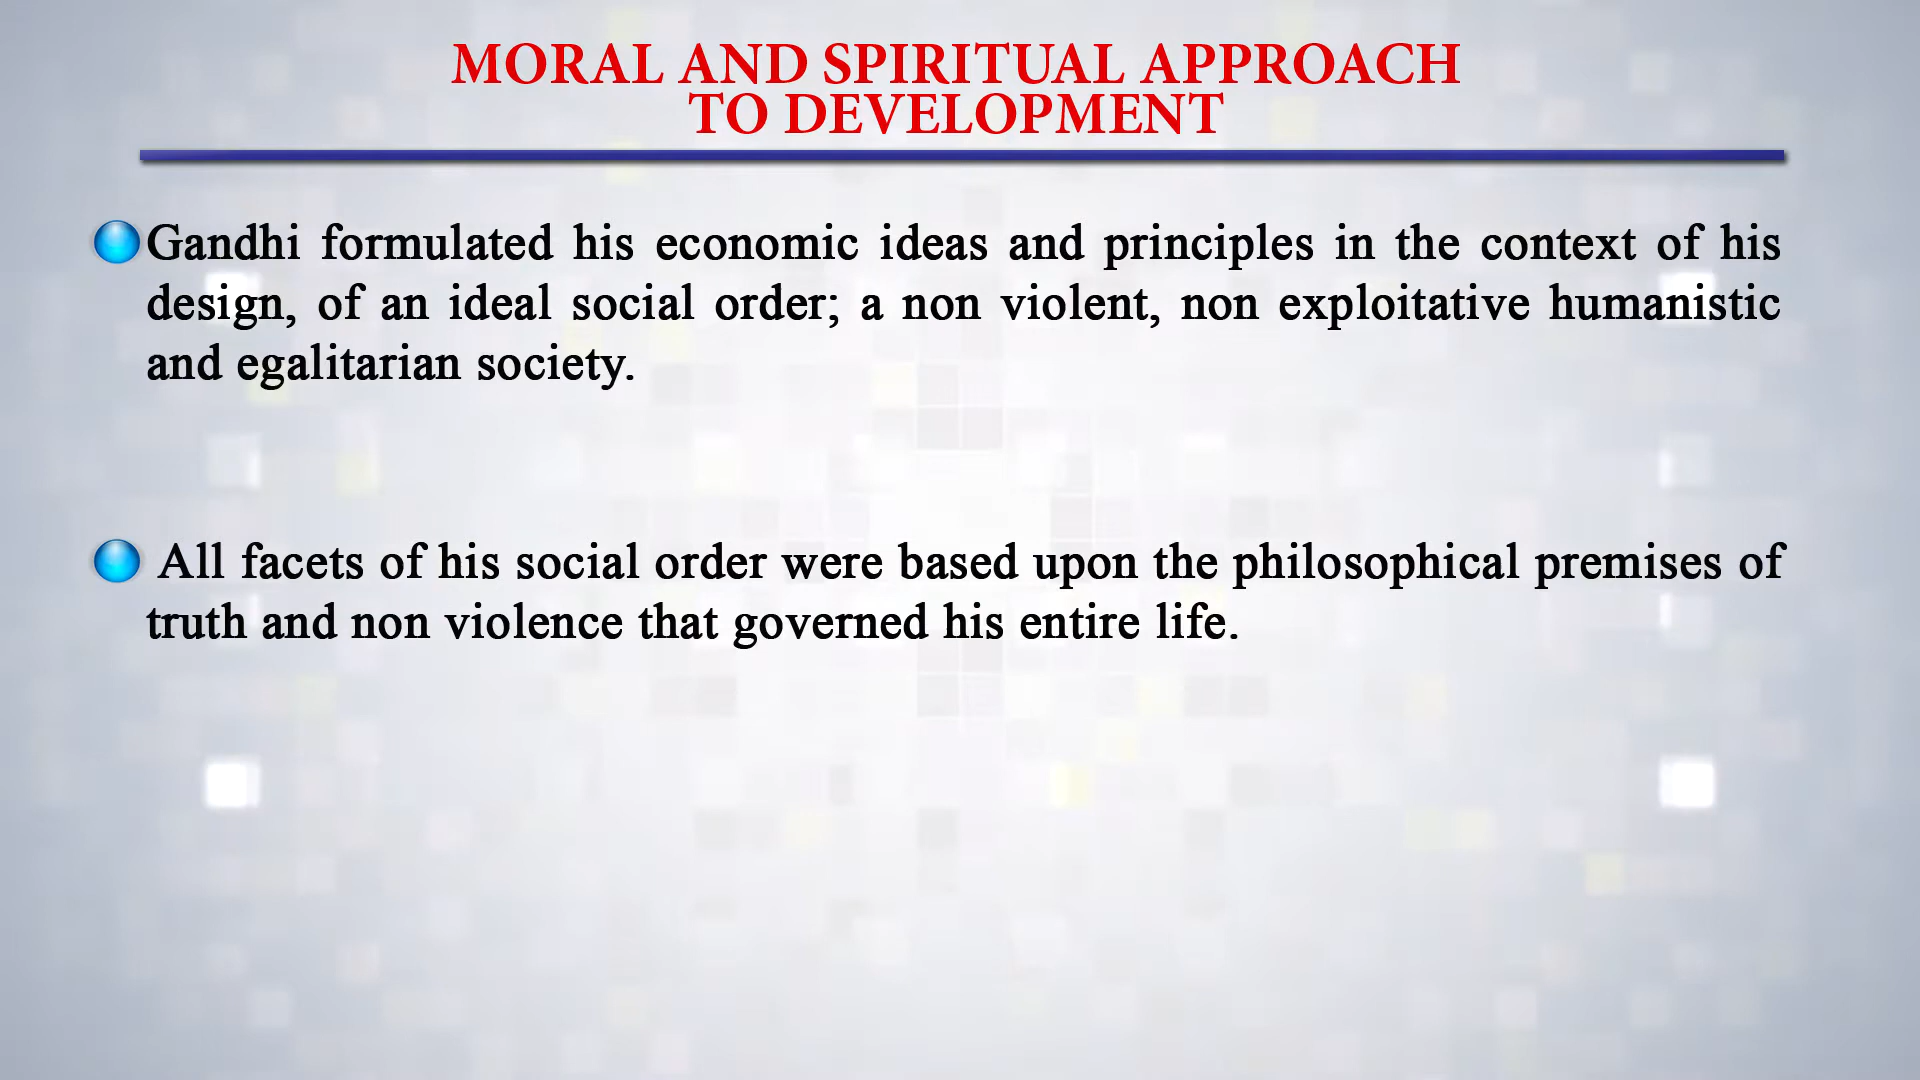 MORAL AND SPIRITUAL APPROACH
TO DEVELOPMENT
Gandhi formulated his economic ideas and principles in the context of his
design, of an ideal social order; a non violent, non exploitative humanistic
and egalitarian society.
All facets of his social order were based upon the philosophical premises of
truth and non violence that governed his entire life.